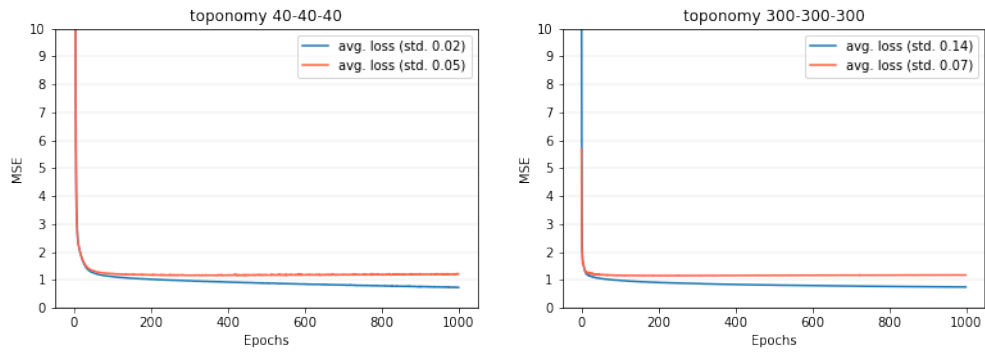 toponomy 40-40-40
10
9
8
7
6
5
4
3
2
1
0
MSE
avg. loss (std. 0.02)
avg. loss (std. 0.05)
0 200 400 600 800 1000
Epochs
toponomy 300-300-300
10
9
8
7
6
5
4
3
2
1
0
MSE
avg. loss (std. 0.14)
avg. loss (std. 0.07)
0 200 400 600 800 1000
Epochs